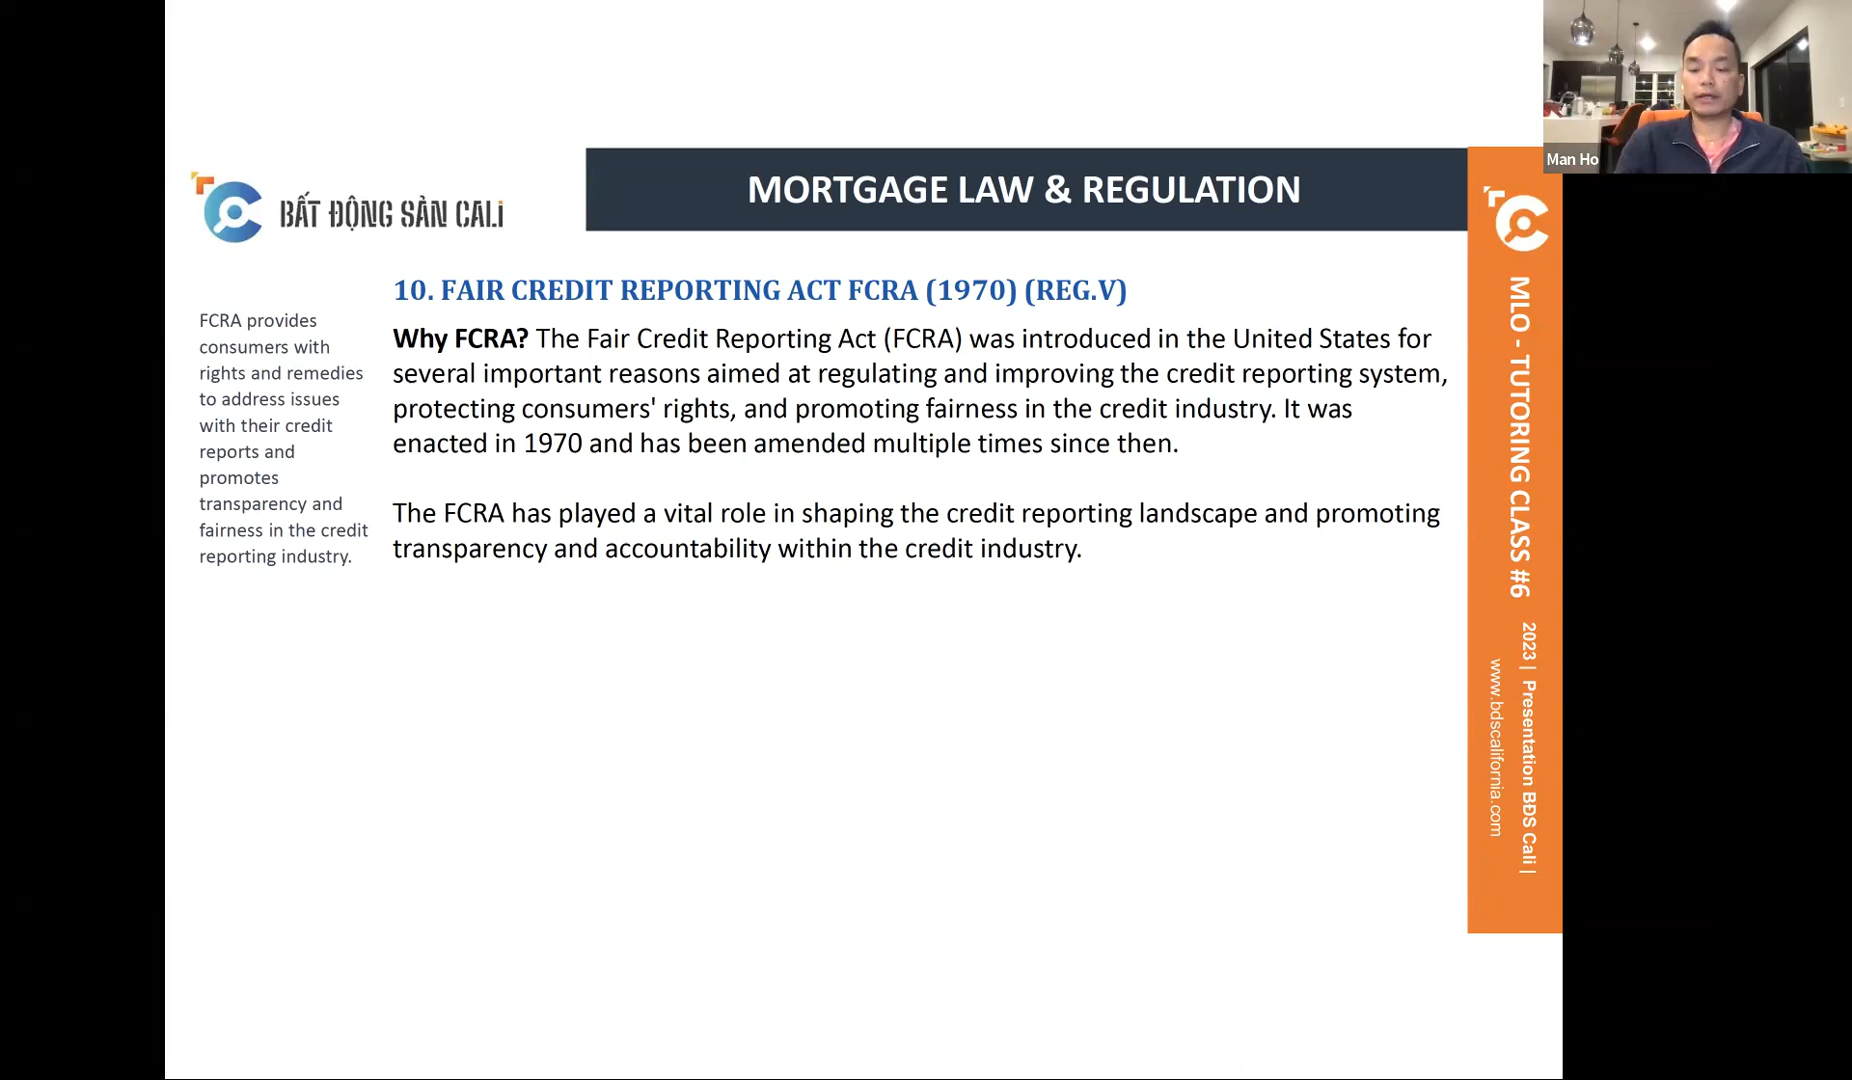 Man Ho
BẤT ĐỘNG SẢN CALi
MORTGAGE LAW & REGULATION
10. FAIR CREDIT REPORTING ACT FCRA (1970) (REG.V)
FCRA provides
consumers with
rights and remedies
to address issues
with their credit
reports and
promotes
transparency and
fairness in the credit
reporting industry.
Why FCRA? The Fair Credit Reporting Act (FCRA) was introduced in the United States for
several important reasons aimed at regulating and improving the credit reporting system,
protecting consumers' rights, and promoting fairness in the credit industry. It was
enacted in 1970 and has been amended multiple times since then.
The FCRA has played a vital role in shaping the credit reporting landscape and promoting
transparency and accountability within the credit industry.
MLO - TUTORING CLASS #6
2023 | Presentation BĐS Cali |
www.bdscalifornia.com